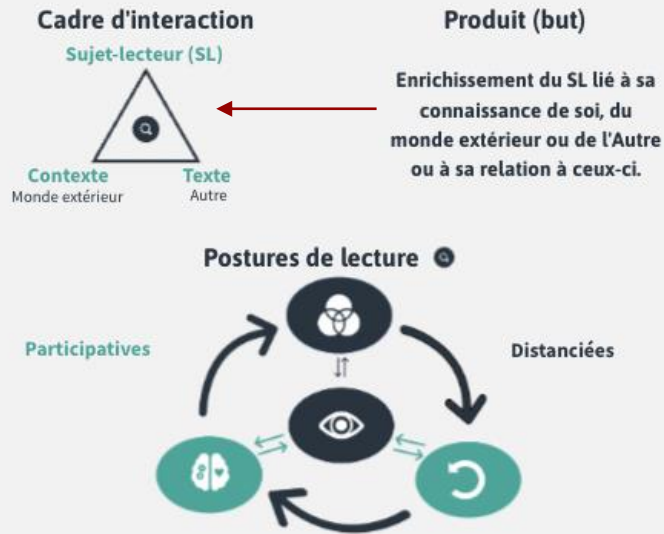 Cadre d'interaction
Sujet-lecteur (SL)
Contexte
Monde extérieur
Texte
Autre
Produit (but)
Enrichissement du SL lié à sa
connaissance de soi, du
monde extérieur ou de l'Autre
ou à sa relation à ceux-ci.
Postures de lecture
Participatives
Distanciées